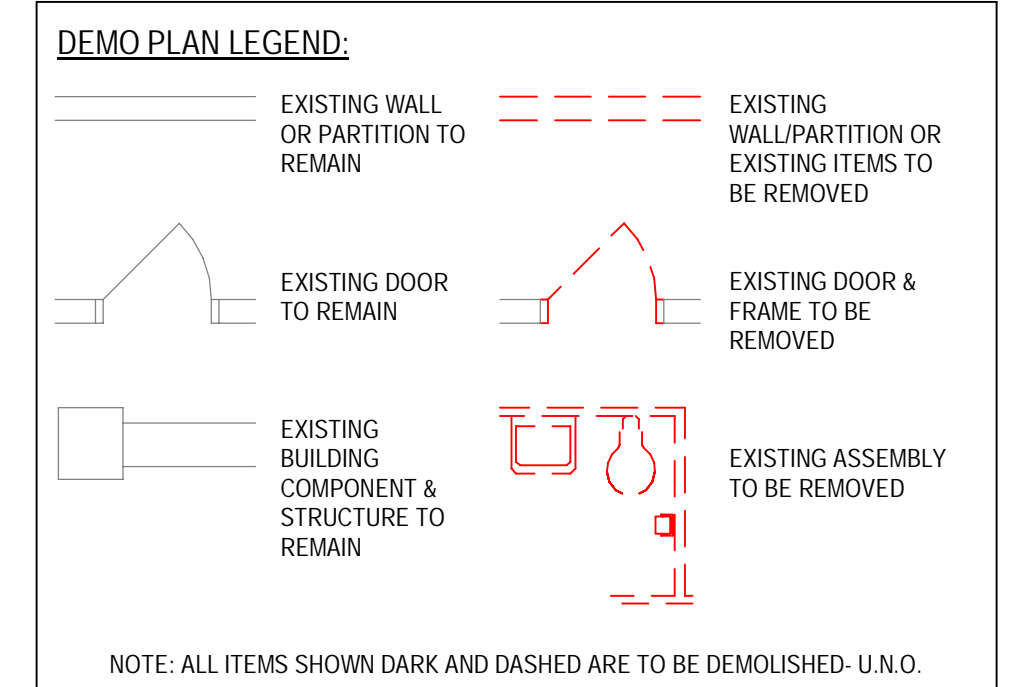 DEMO PLAN LEGEND:
EXISTING WALL
OR PARTITION TO
REMAIN
EXISTING
WALL/PARTITION OR
EXISTING ITEMS TO
BE REMOVED
EXISTING DOOR
TO REMAIN
EXISTING DOOR &
FRAME TO BE
REMOVED
EXISTING
BUILDING
COMPONENT &
STRUCTURE TO
REMAIN
EXISTING ASSEMBLY
TO BE REMOVED
NOTE: ALL ITEMS SHOWN DARK AND DASHED ARE TO BE DEMOLISHED- U.N.O.